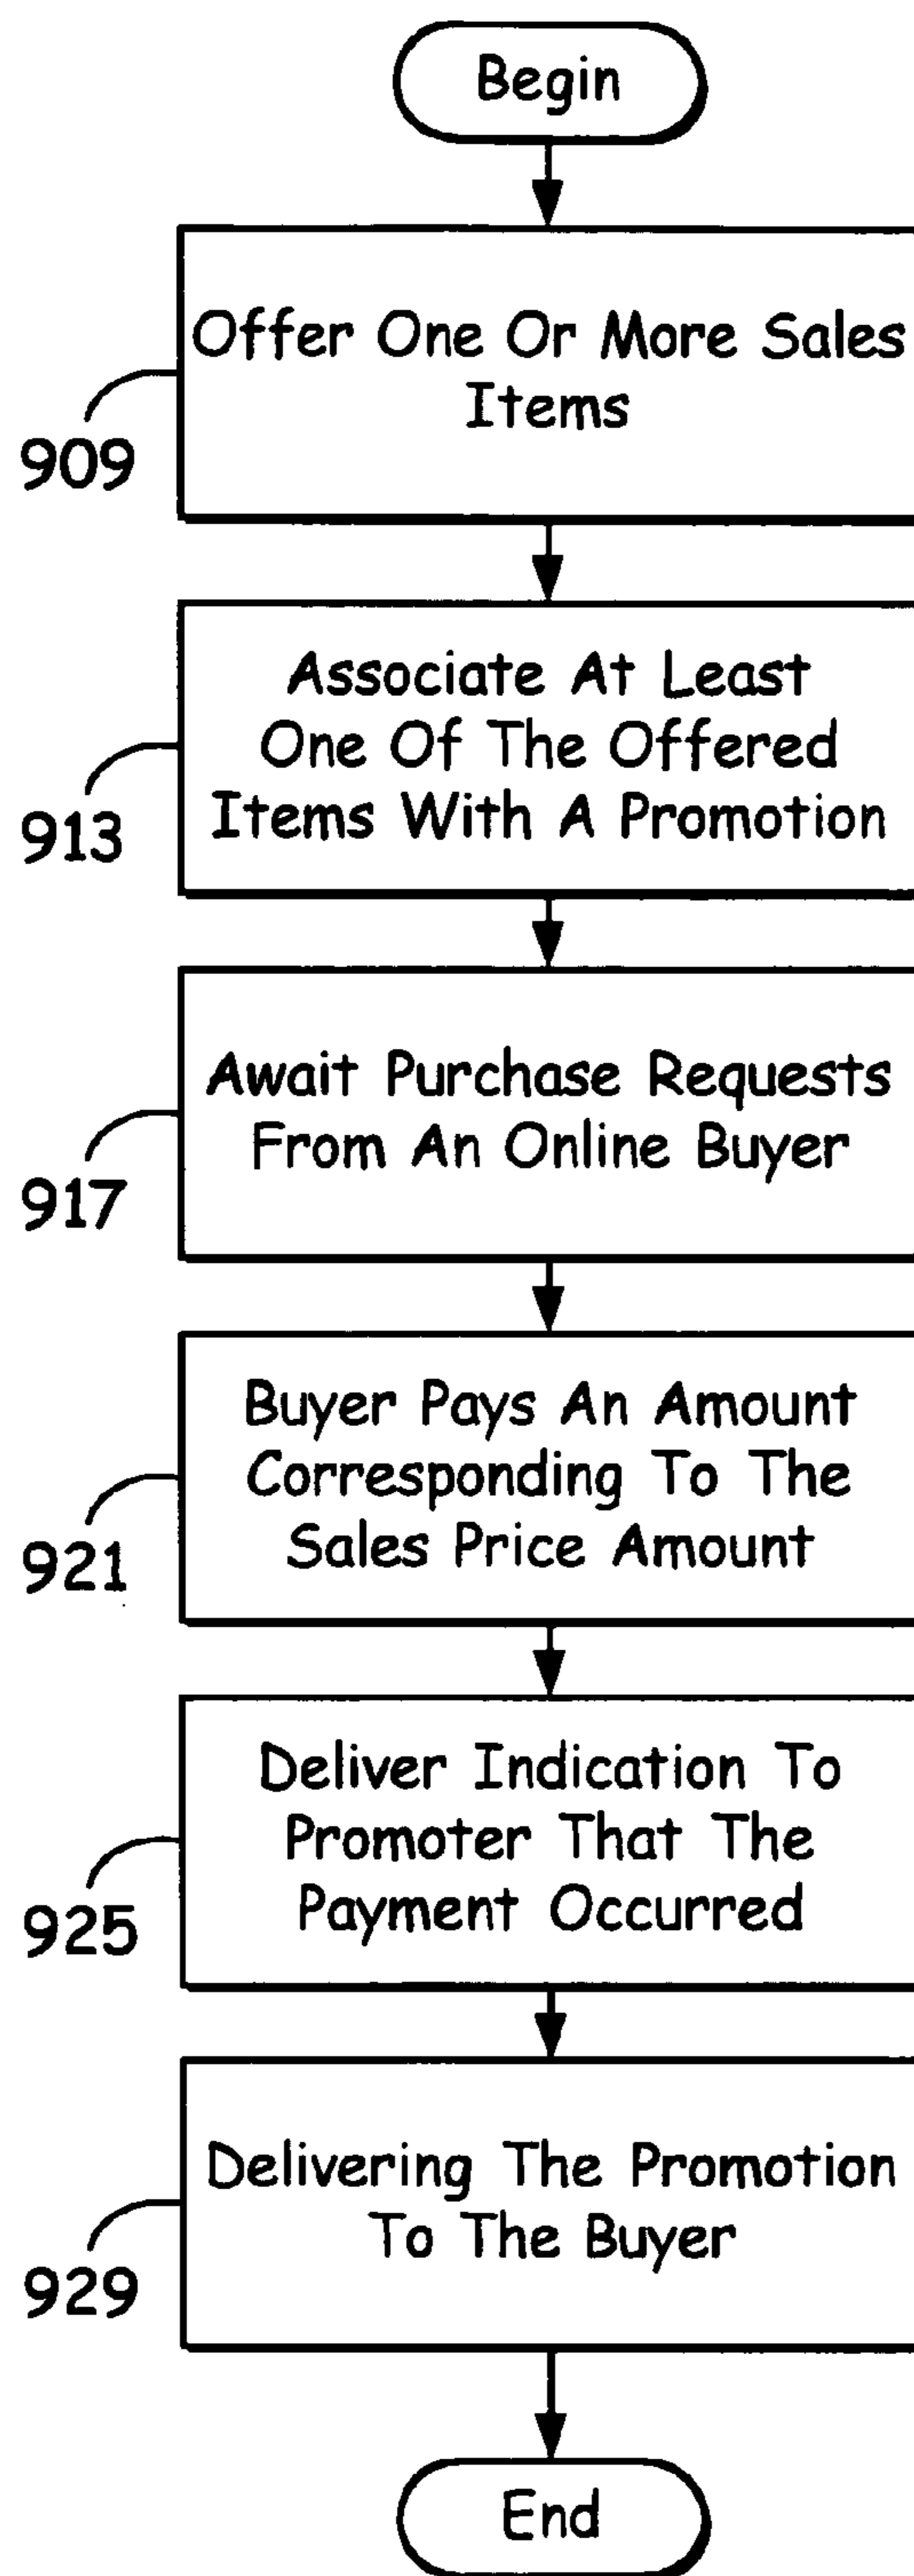 Begin
Offer One Or More Sales
Items
909
Associate At Least
One Of The Offered
Items With A Promotion
913
Await Purchase Requests
From An Online Buyer
917
Buyer Pays An Amount
Corresponding To The
Sales Price Amount
921
Deliver Indication To
Promoter That The
Payment Occurred
925
Delivering The Promotion
To The Buyer
929
End